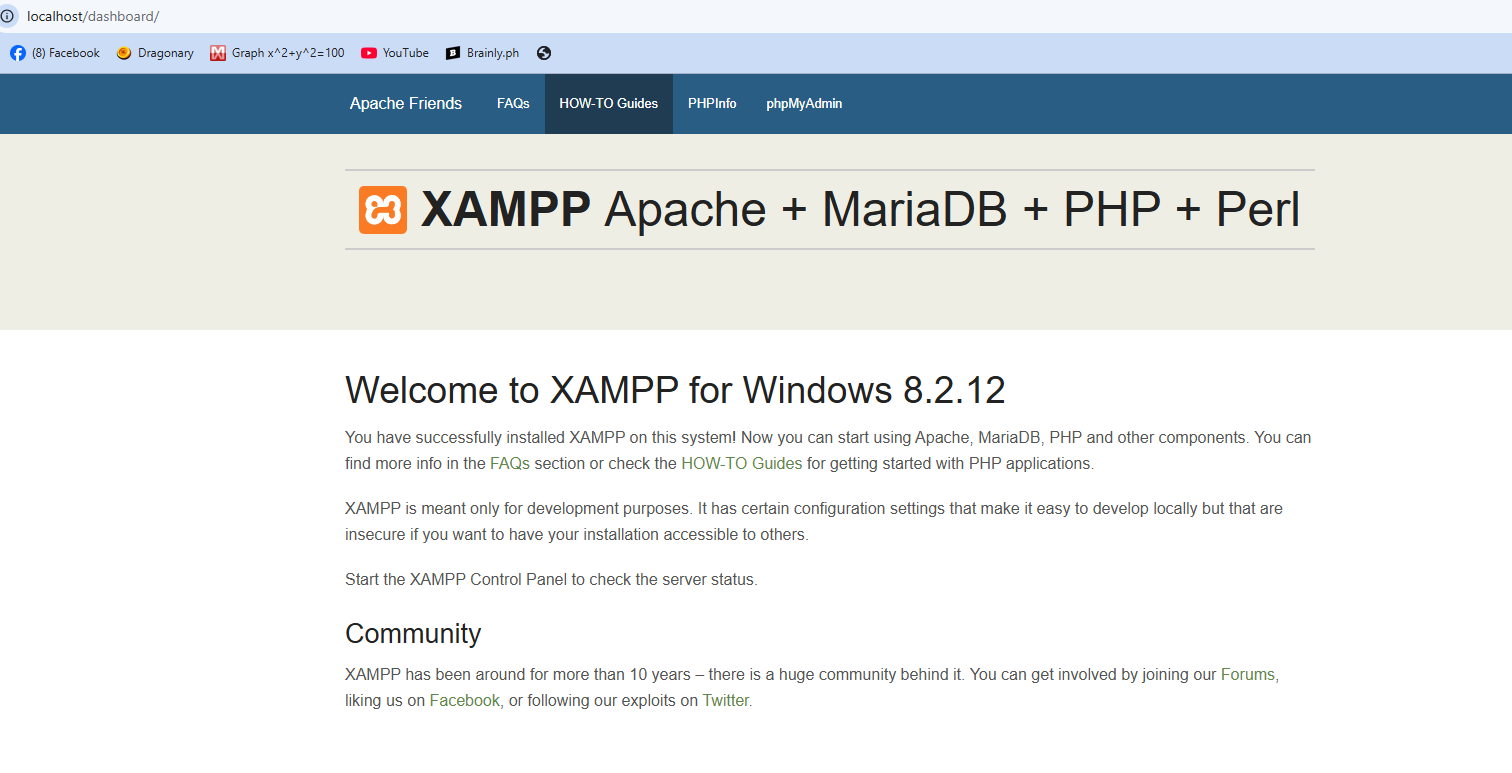 localhost/dashboard/
(8) Facebook Dragonary Graph x^2+y^2=100 YouTube Brainly.ph
Apache Friends FAQs HOW-TO Guides PHPInfo phpMyAdmin
XAMPP Apache + MariaDB + PHP + Perl
Welcome to XAMPP for Windows 8.2.12
You have successfully installed XAMPP on this system! Now you can start using Apache, MariaDB, PHP and other components. You can
find more info in the FAQs section or check the HOW-TO Guides for getting started with PHP applications.
XAMPP is meant only for development purposes. It has certain configuration settings that make it easy to develop locally but that are
insecure if you want to have your installation accessible to others.
Start the XAMPP Control Panel to check the server status.
Community
XAMPP has been around for more than 10 years – there is a huge community behind it. You can get involved by joining our Forums,
liking us on Facebook, or following our exploits on Twitter.